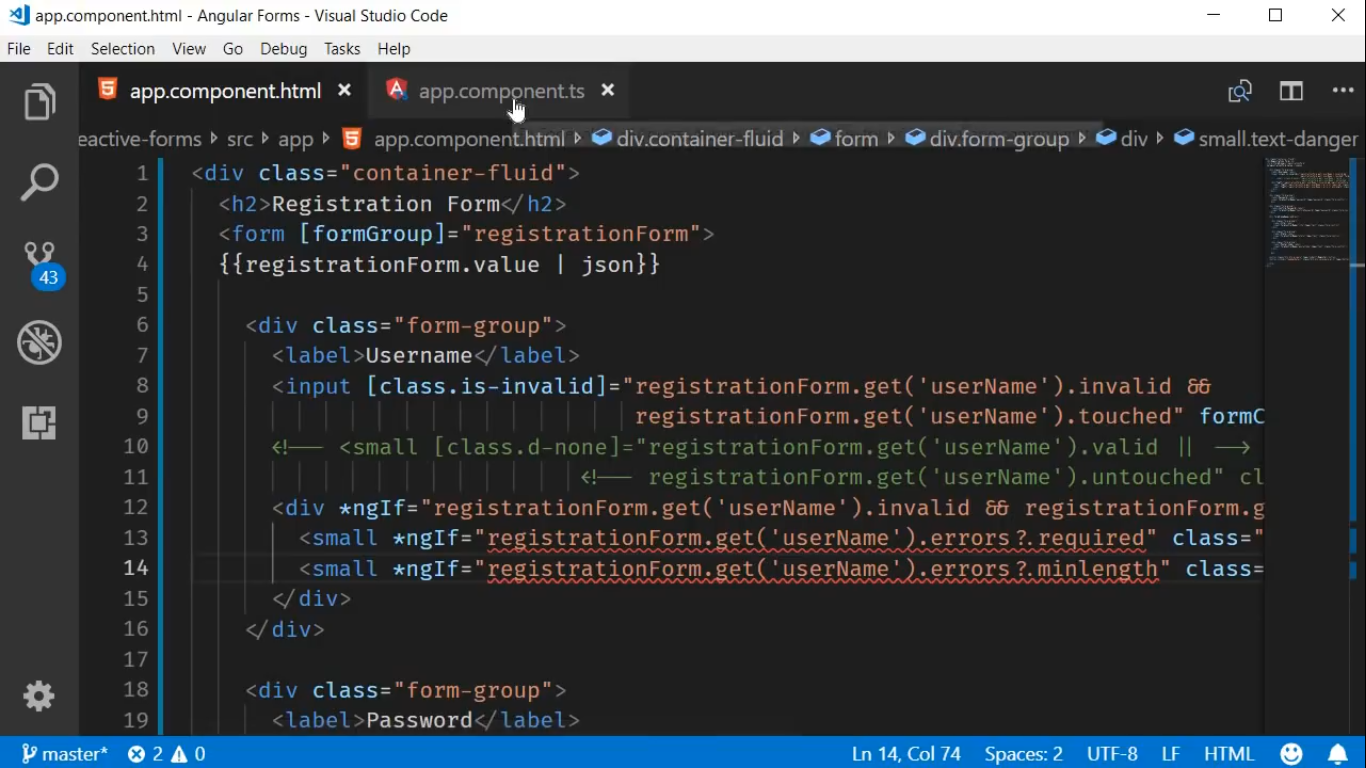 app.component.html - Angular Forms - Visual Studio Code
File Edit Selection View Go Debug Tasks Help
app.component.html app.component.ts
eactive-forms src app app.component.html div.container-fluid form div.form-group div small.text-danger
1 <div class="container-fluid">
2 <h2>Registration Form</h2>
3 <form [formGroup]="registrationForm">
4 {{registrationForm.value | json}}
5
6 <div class="form-group">
7 <label>Username</label>
8 <input [class.is-invalid]="registrationForm.get('userName').invalid &&
9 registrationForm.get('userName').touched" formC
10 <!-- <small [class.d-none]="registrationForm.get('userName').valid || -->
11 <!-- registrationForm.get('userName').untouched" cl
12 <div *ngIf="registrationForm.get('userName').invalid && registrationForm.g
13 <small *ngIf="registrationForm.get('userName').errors?.required" class="
14 <small *ngIf="registrationForm.get('userName').errors?.minlength" class=
15 </div>
16 </div>
17
18 <div class="form-group">
19 <label>Password</label>
43
master* 2 0 Ln 14, Col 74 Spaces: 2 UTF-8 LF HTML